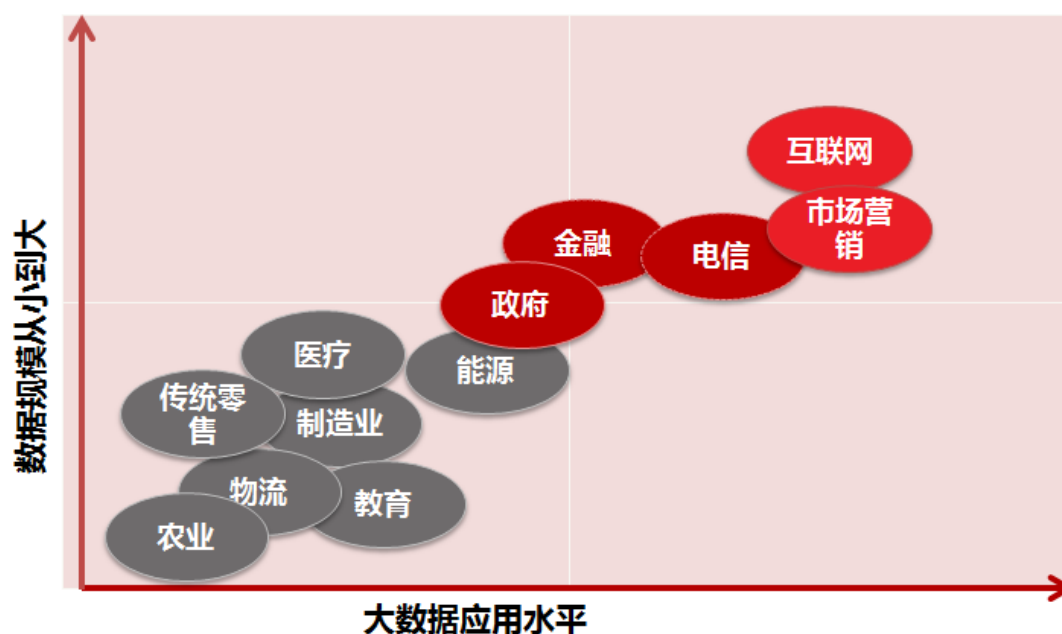 互联网
市场营
销
金融
电信
政府
医疗
能源
传统零
售
制造业
物流
教育
农业
数据规模从小到大
大数据应用水平